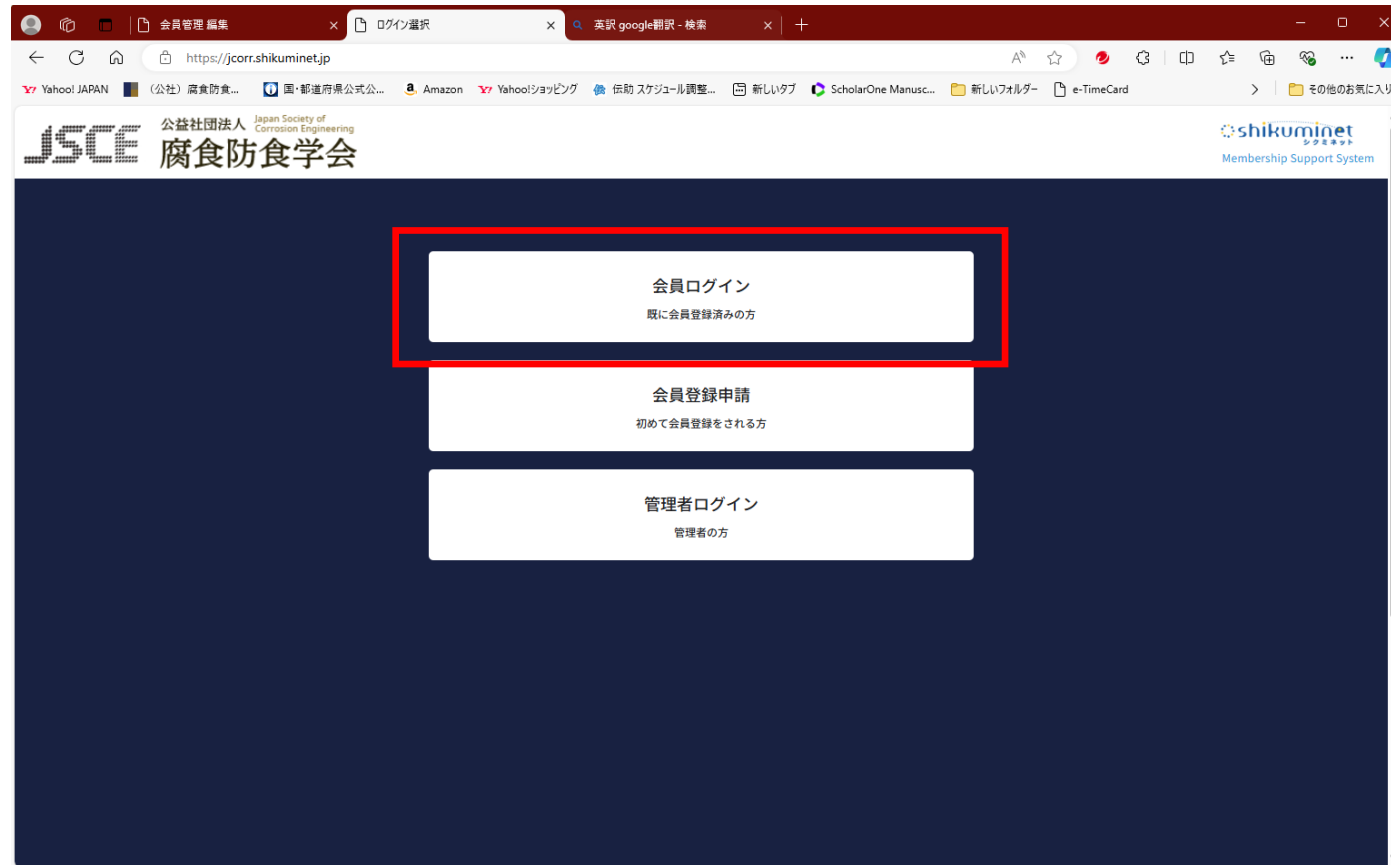 会員管理 編集
ログイン選択
英訳 google翻訳 - 検索
https://jcorr.shikuminet.jp
Yahoo! JAPAN
（公社）腐食防食...
国・都道府県公式公...
Amazon
Yahoo!ショッピング
伝助 スケジュール調整...
新しいタブ
ScholarOne Manusc...
新しいフォルダー
e-TimeCard
その他のお気に入り
JSCE
公益社団法人
Japan Society of
Corrosion Engineering
腐食防食学会
shikuminet
シクミネット
Membership Support System
会員ログイン
既に会員登録済みの方
会員登録申請
初めて会員登録をされる方
管理者ログイン
管理者の方